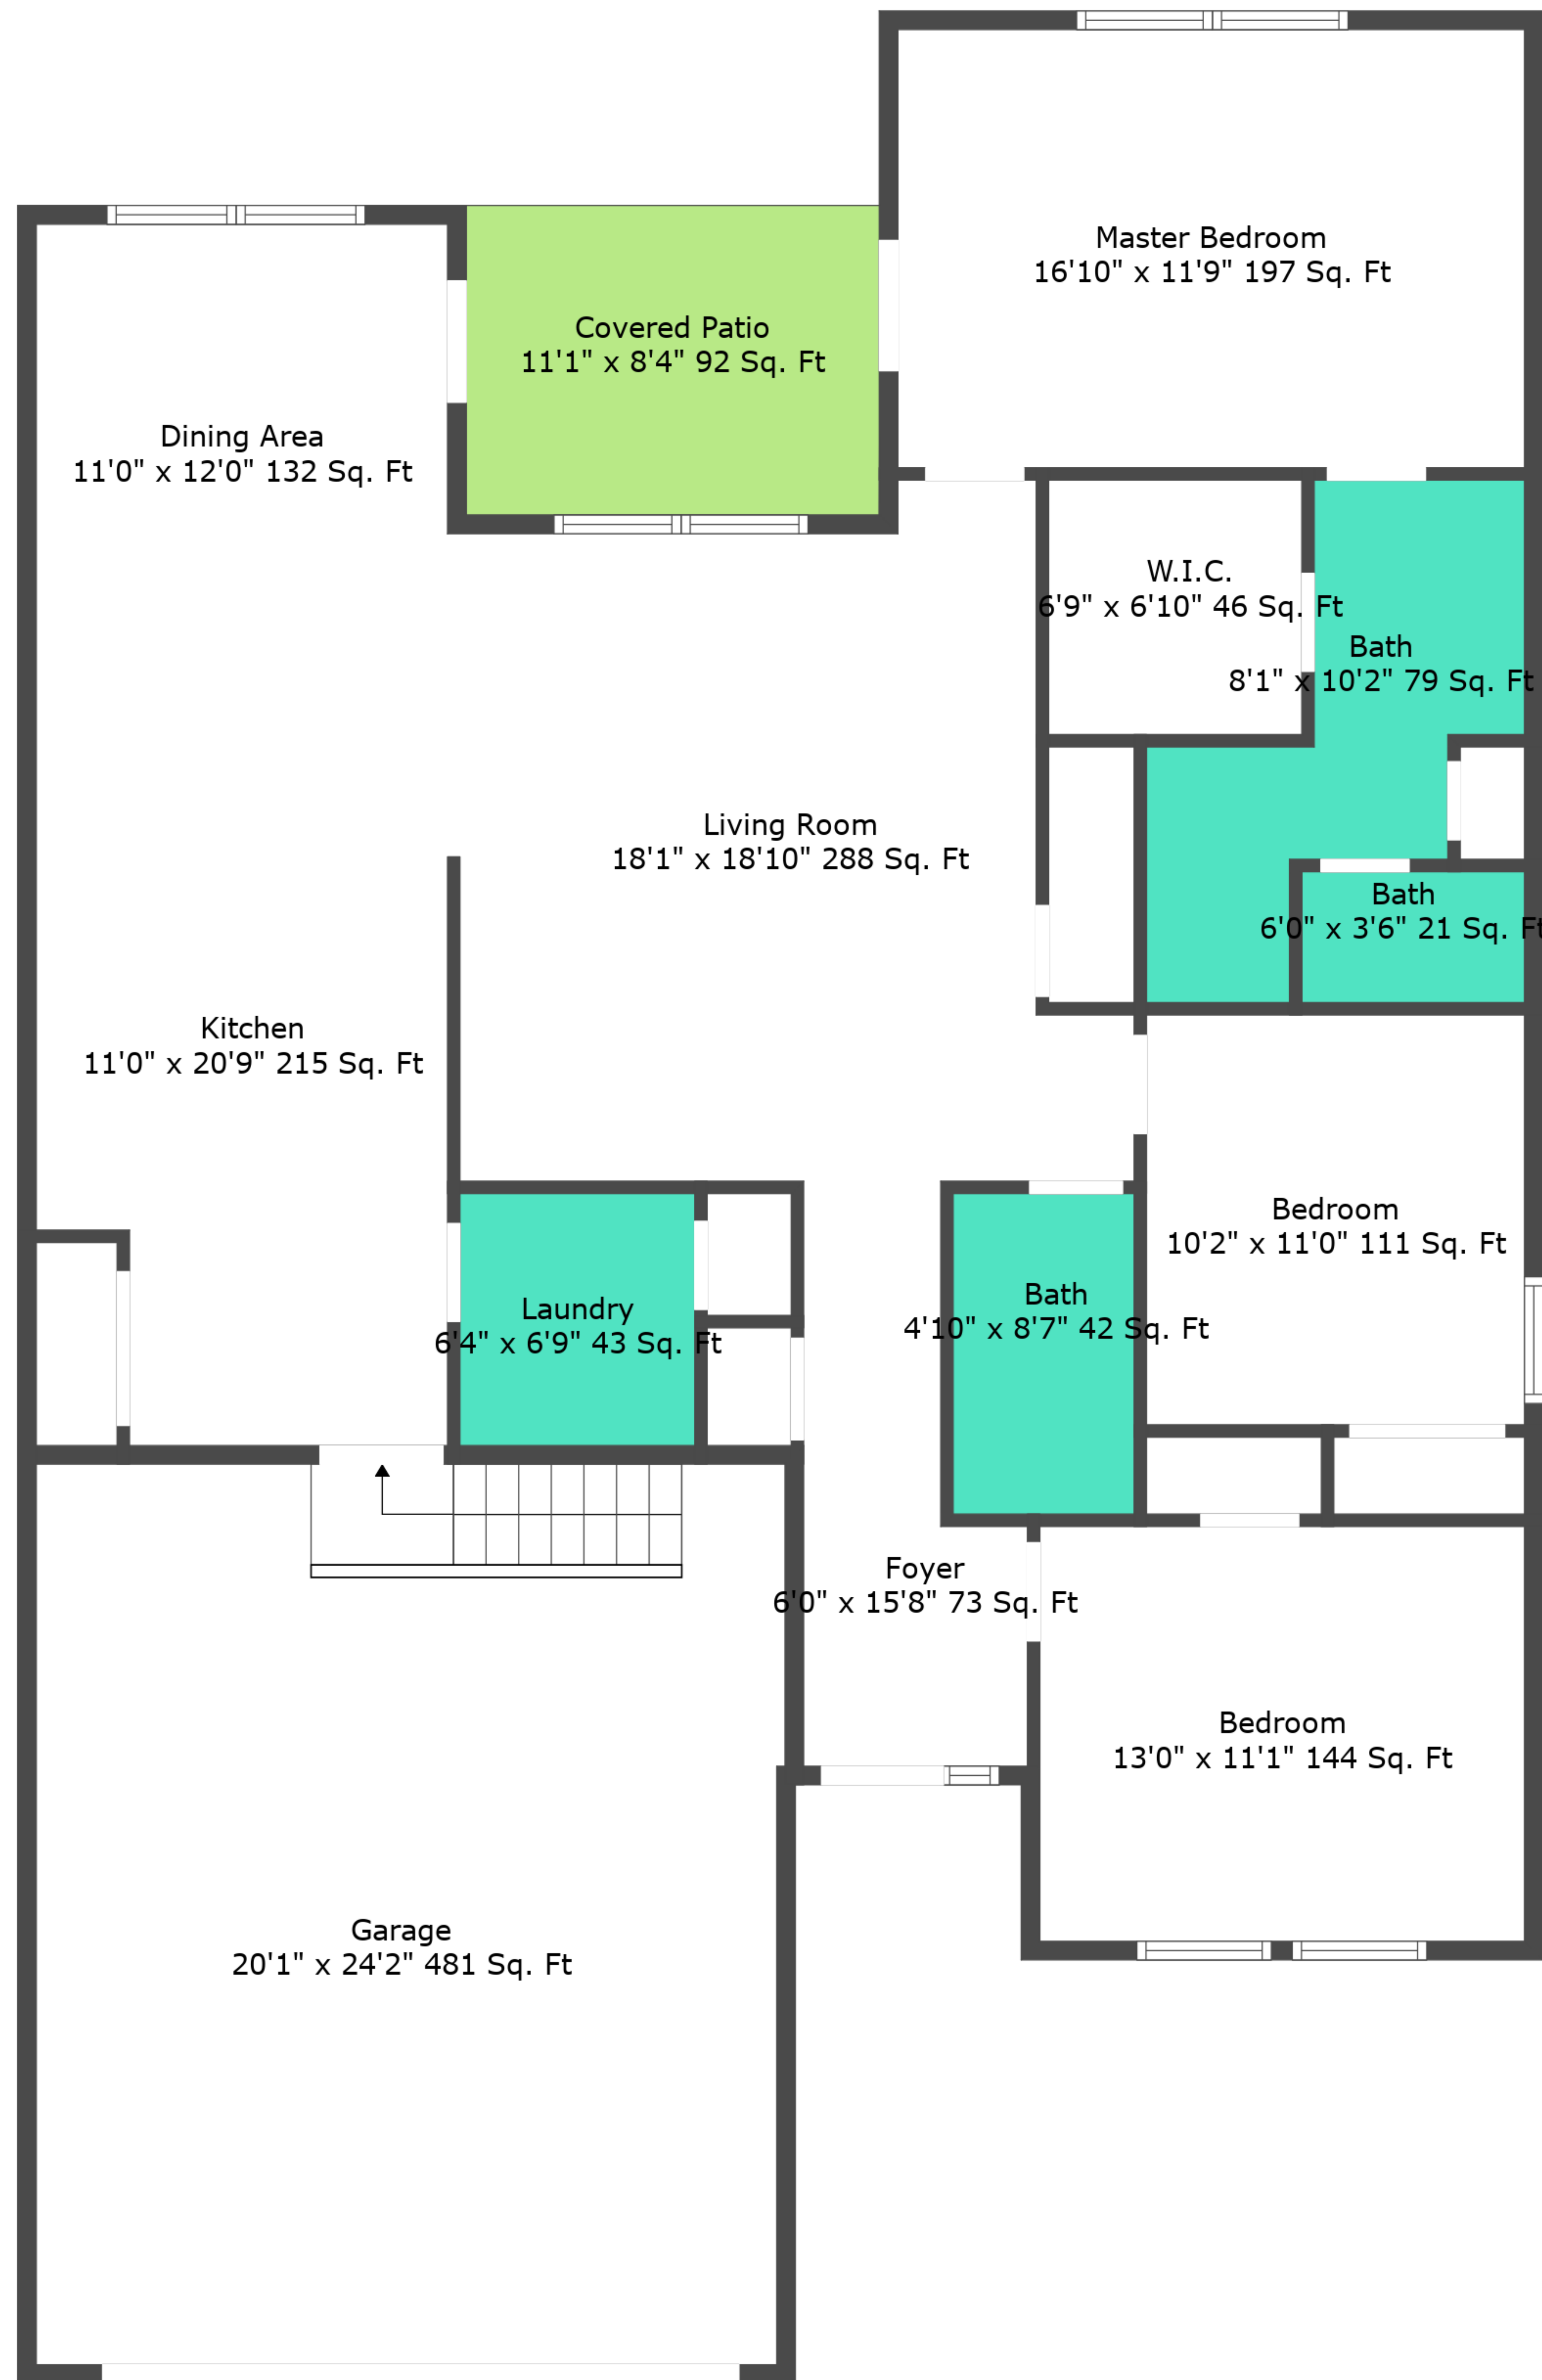 Master Bedroom
16'10" x 11'9" 197 Sq. Ft
Covered Patio
11'1" x 8'4" 92 Sq. Ft
Dining Area
11'0" x 12'0" 132 Sq. Ft
W.I.C.
6'9" x 6'10" 46 Sq. Ft
Bath
8'1" x 10'2" 79 Sq. Ft
Living Room
18'1" x 18'10" 288 Sq. Ft
Bath
6'0" x 3'6" 21 Sq. Ft
Kitchen
11'0" x 20'9" 215 Sq. Ft
Bedroom
10'2" x 11'0" 111 Sq. Ft
Laundry
6'4" x 6'9" 43 Sq. Ft
Bath
4'10" x 8'7" 42 Sq. Ft
Foyer
6'0" x 15'8" 73 Sq. Ft
Bedroom
13'0" x 11'1" 144 Sq. Ft
Garage
20'1" x 24'2" 481 Sq. Ft